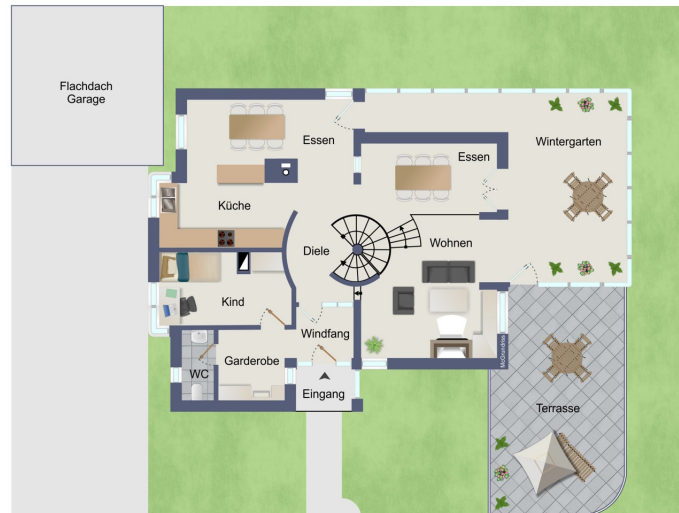 Flachdach
Garage
Essen
Wintergarten
Essen
Küche
Diele
Wohnen
Kind
Windfang
Garderobe
WC
Eingang
Terrasse